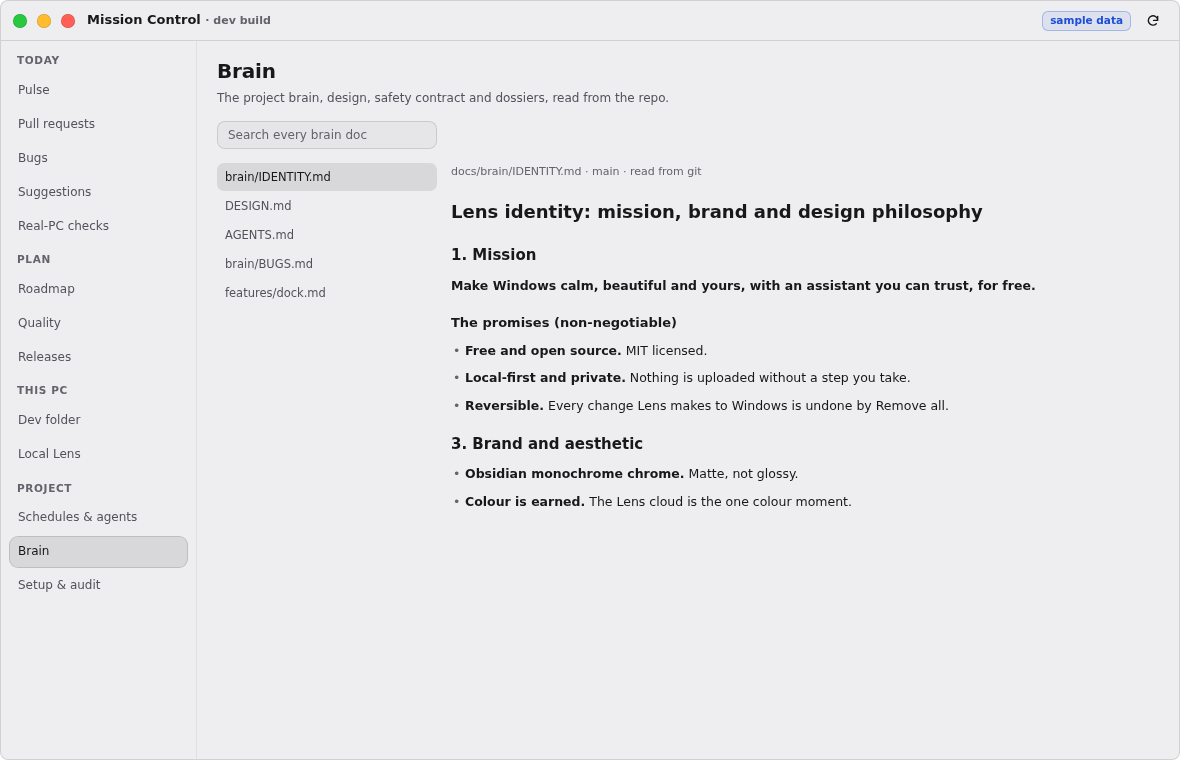 Mission Control · dev build
sample data
TODAY
Pulse
Pull requests
Bugs
Suggestions
Real-PC checks
PLAN
Roadmap
Quality
Releases
THIS PC
Dev folder
Local Lens
PROJECT
Schedules & agents
Brain
Setup & audit
Brain
The project brain, design, safety contract and dossiers, read from the repo.
Search every brain doc
brain/IDENTITY.md
DESIGN.md
AGENTS.md
brain/BUGS.md
features/dock.md
docs/brain/IDENTITY.md · main · read from git
Lens identity: mission, brand and design philosophy
1. Mission
Make Windows calm, beautiful and yours, with an assistant you can trust, for free.
The promises (non-negotiable)
• Free and open source. MIT licensed.
• Local-first and private. Nothing is uploaded without a step you take.
• Reversible. Every change Lens makes to Windows is undone by Remove all.
3. Brand and aesthetic
• Obsidian monochrome chrome. Matte, not glossy.
• Colour is earned. The Lens cloud is the one colour moment.